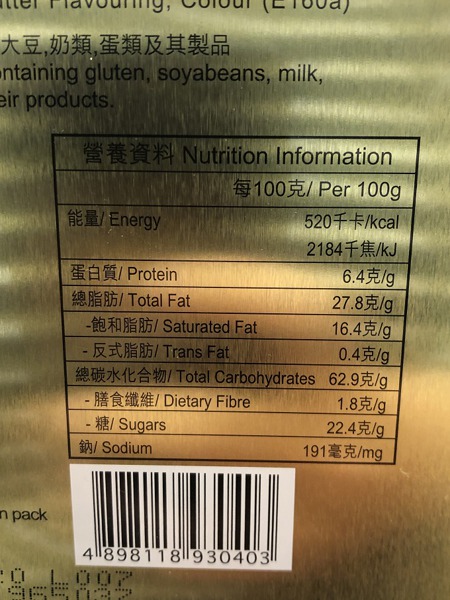 Flavouring, Colour (E160a)
大豆,奶類,蛋類及其製品
ontaining gluten, soyabeans, milk,
eir products.
營養資料 Nutrition Information
每100克/ Per 100g
能量/ Energy 520千卡/kcal
2184千焦/kJ
蛋白質/ Protein 6.4克/g
總脂肪/ Total Fat 27.8克/g
-飽和脂肪/ Saturated Fat 16.4克/g
- 反式脂肪/ Trans Fat 0.4克/g
總碳水化合物/ Total Carbohydrates 62.9克/g
- 膳食纖維/ Dietary Fibre 1.8克/g
- 糖/ Sugars 22.4克/g
鈉/ Sodium 191毫克/mg
n pack
4 898118 930403
L007